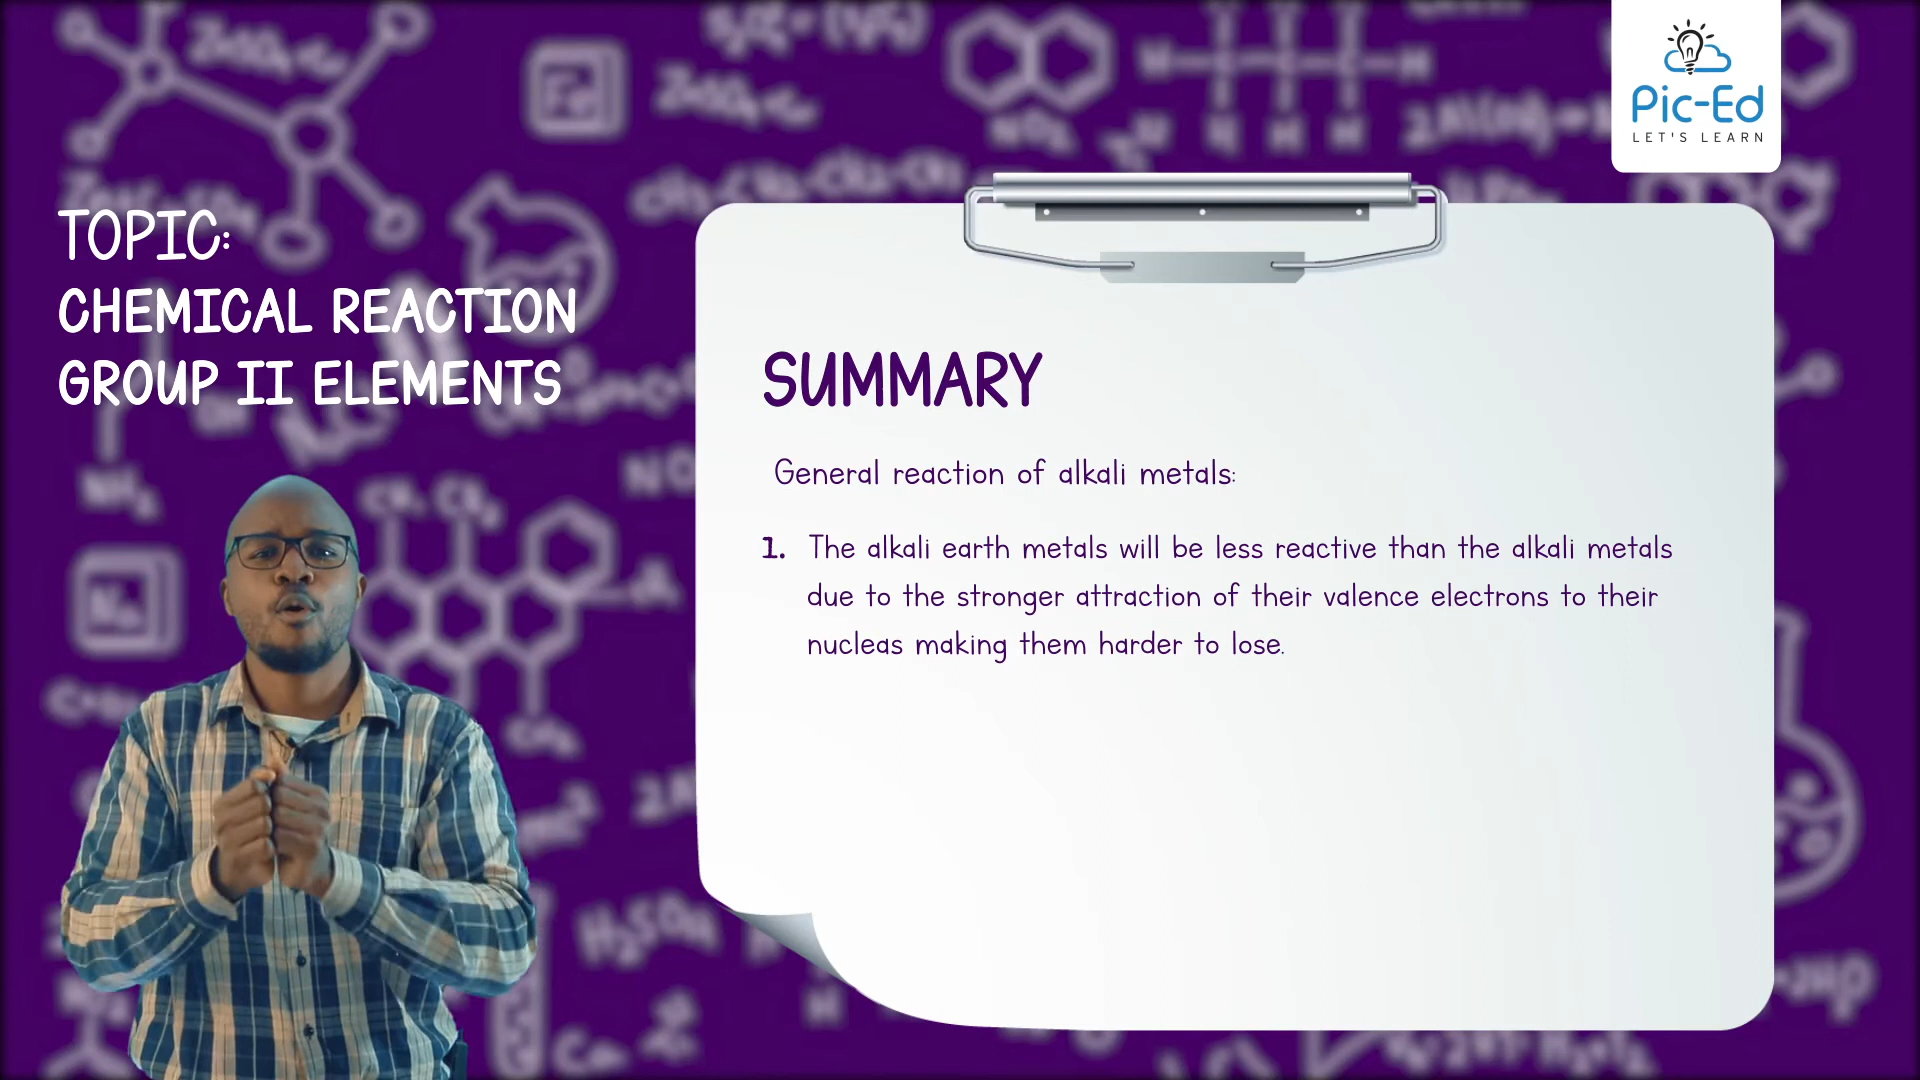 Pic-Ed
LET'S LEARN
TOPIC:
CHEMICAL REACTION
GROUP II ELEMENTS
SUMMARY
General reaction of alkali metals:
1. The alkali earth metals will be less reactive than the alkali metals
due to the stronger attraction of their valence electrons to their
nucleas making them harder to lose.